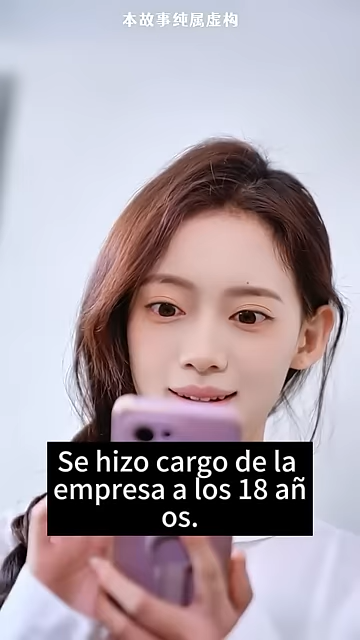 本故事纯属虚构
Se hizo cargo de la
empresa a los 18 añ
os.